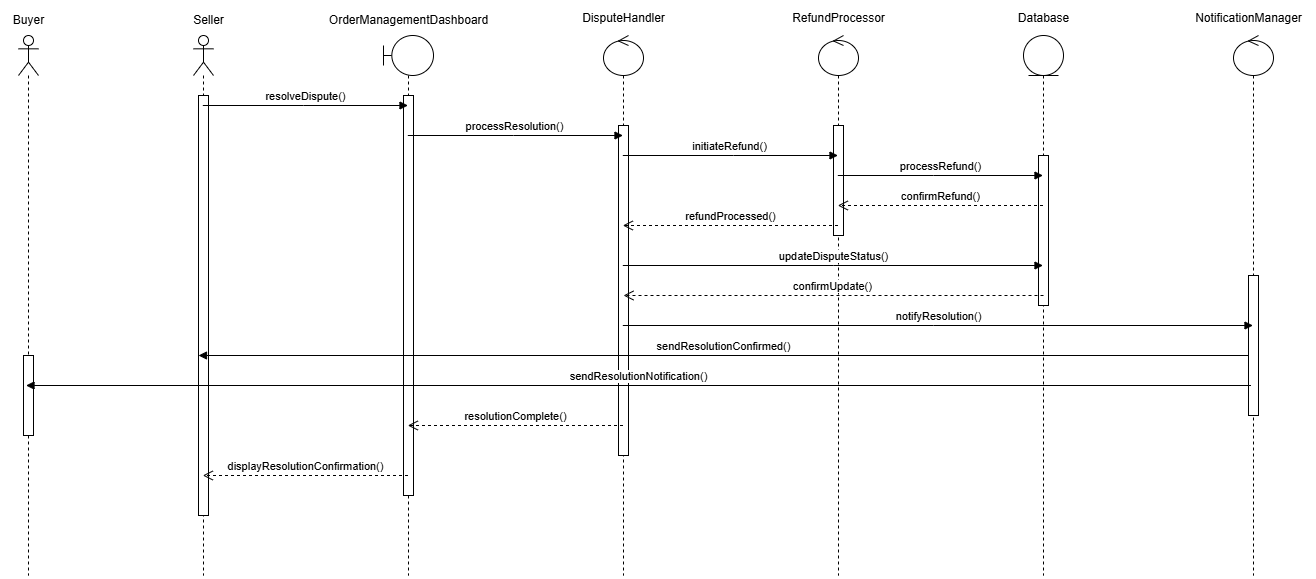 Buyer
Seller
OrderManagementDashboard
DisputeHandler
RefundProcessor
Database
NotificationManager
resolveDispute()
processResolution()
initiateRefund()
processRefund()
confirmRefund()
refundProcessed()
updateDisputeStatus()
confirmUpdate()
notifyResolution()
sendResolutionConfirmed()
sendResolutionNotification()
resolutionComplete()
displayResolutionConfirmation()